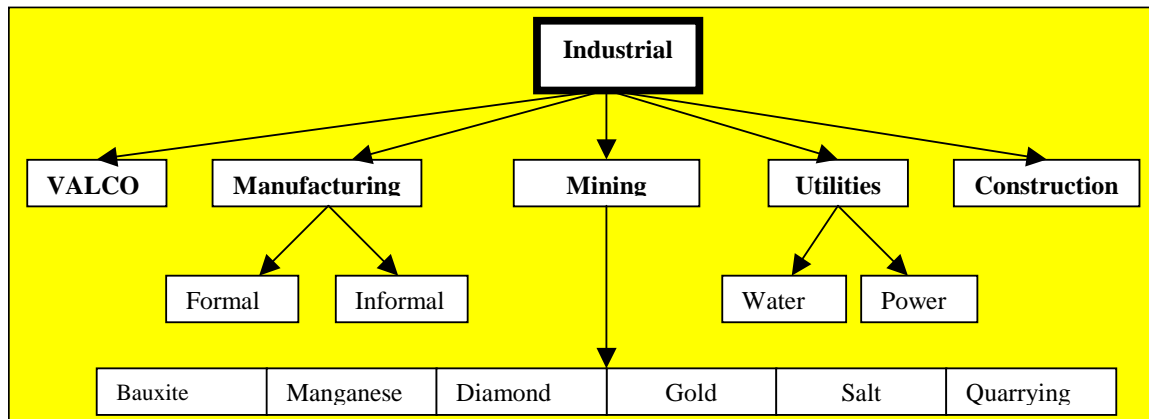 Industrial
VALCO Manufacturing Mining Utilities Construction
Formal Informal Water Power
Bauxite Manganese Diamond Gold Salt Quarrying